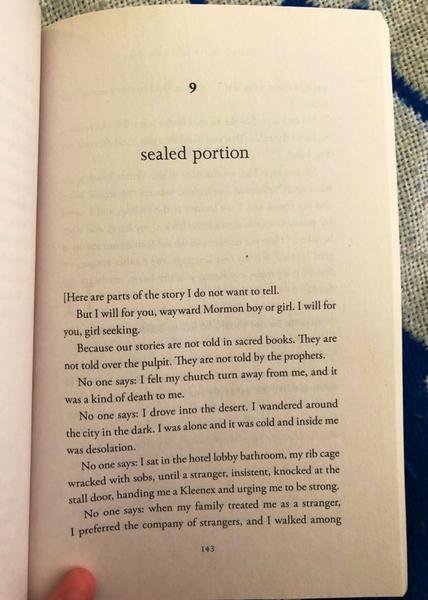 9
sealed portion
[Here are parts of the story I do not want to tell.
But I will for you, wayward Mormon boy or girl. I will for
you, girl seeking.
Because our stories are not told in sacred books. They are
not told over the pulpit. They are not told by the prophets.
No one says: I felt my church turn away from me, and it
was a kind of death to me.
No one says: I drove into the desert. I wandered around
the city in the dark. I was alone and it was cold and inside me
was desolation.
No one says: I sat in the hotel lobby bathroom, my rib cage
wracked with sobs, until a stranger, insistent, knocked at the
stall door, handing me a Kleenex and urging me to be strong.
No one says: when my family treated me as a stranger,
I preferred the company of strangers, and I walked among
143